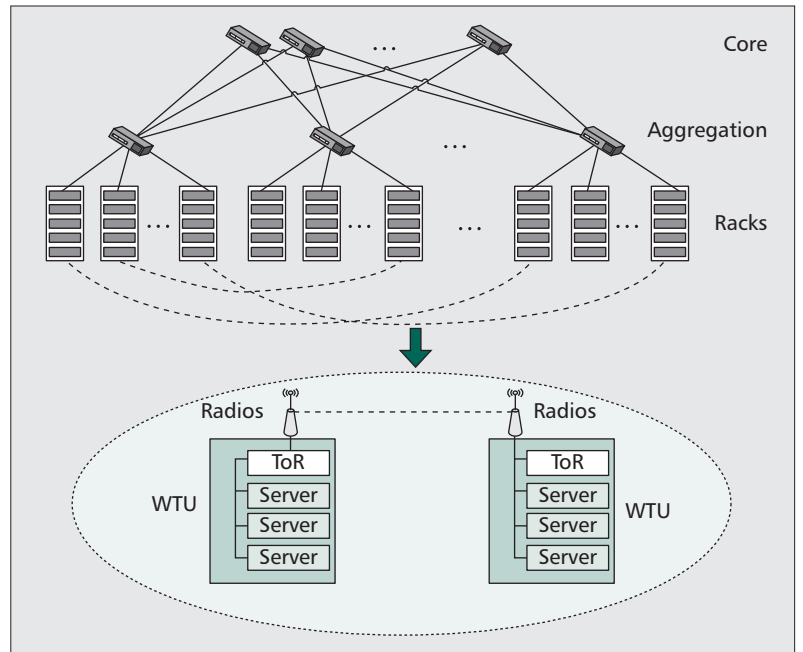 Core
...
Aggregation
...
Racks
... ... ... ...
Radios Radios
ToR ToR
WTU Server Server WTU
Server Server
Server Server